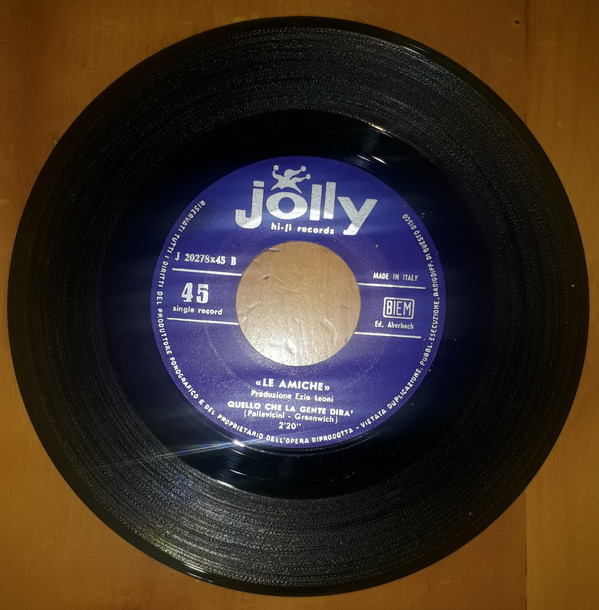 jolly
hi-fi records
J 20278x45 B
MADE IN ITALY
45
single record
BIEM
Ed. Aberbach
«LE AMICHE»
Produzione Ezio Leoni
QUELLO CHE LA GENTE DIRA'
(Pallavicini - Greenwich)
2'20"
RISERVATI TUTTI I DIRITTI DEL PRODUTTORE FONOGRAFICO E DEL PROPRIETARIO DELL'OPERA RIPRODOTTA - VIETATA DUPLICAZIONE, PUBBL. ESECUZIONE, RADIODIFF. DI QUESTO DISCO